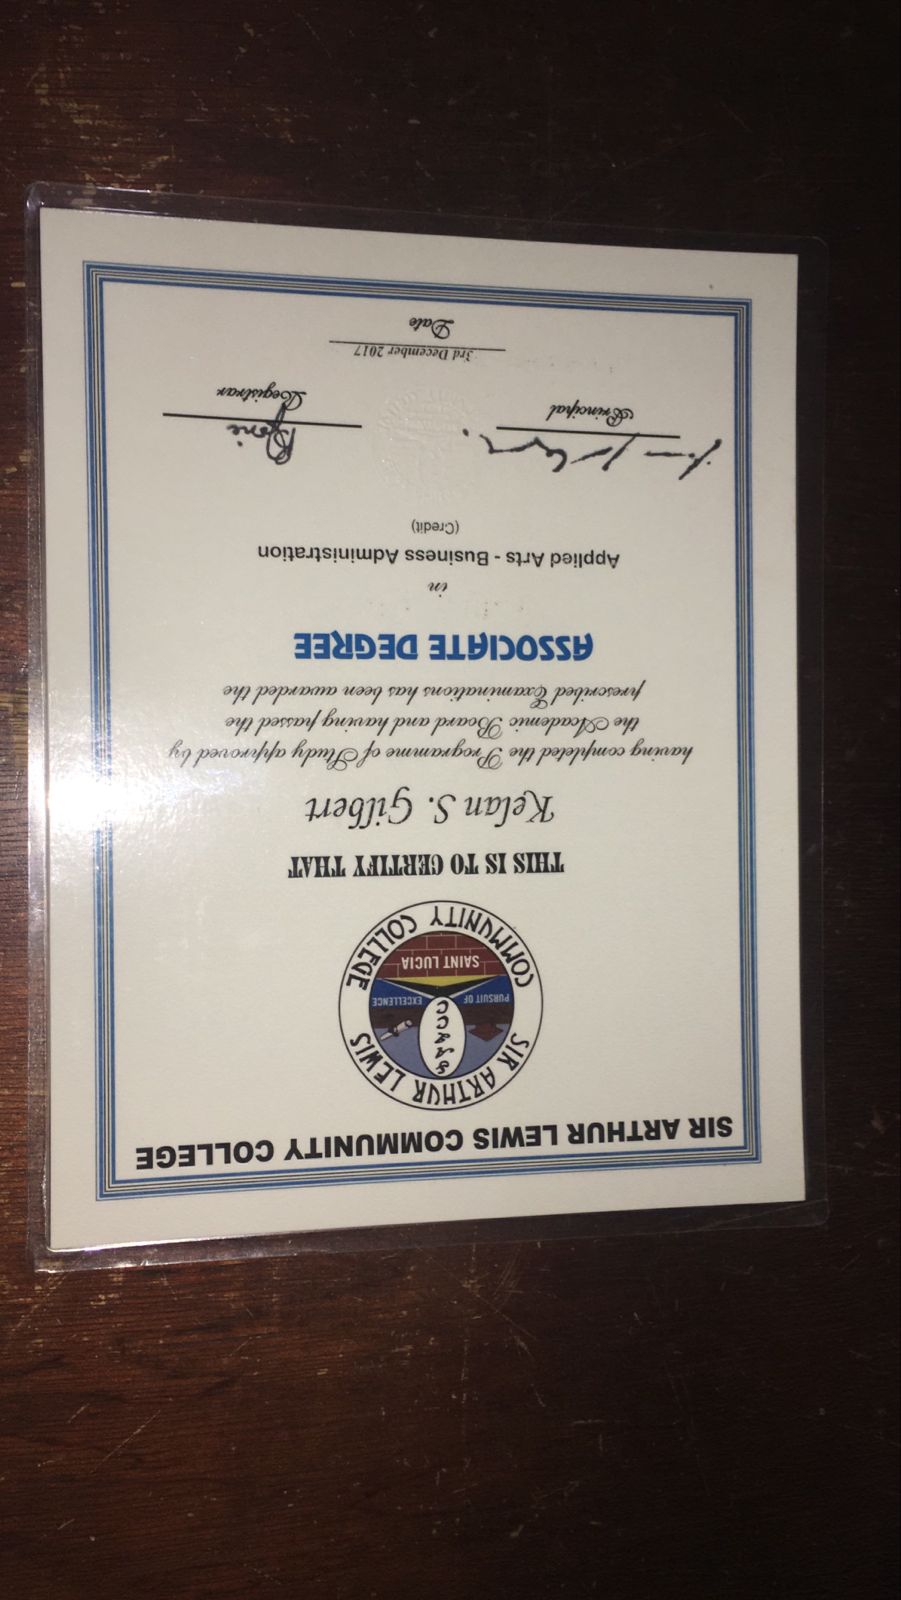 SIR ARTHUR LEWIS COMMUNITY COLLEGE
SIR ARTHUR LEWIS
COMMUNITY COLLEGE
SALCC
PURSUIT OF EXCELLENCE
SAINT LUCIA
THIS IS TO CERTIFY THAT
Kelan S. Gilbert
having completed the Programme of Study approved by
the Academic Board and having passed the
prescribed Examinations has been awarded the
ASSOCIATE DEGREE
in
Applied Arts - Business Administration
(Credit)
Principal
Registrar
3rd December 2017
Date